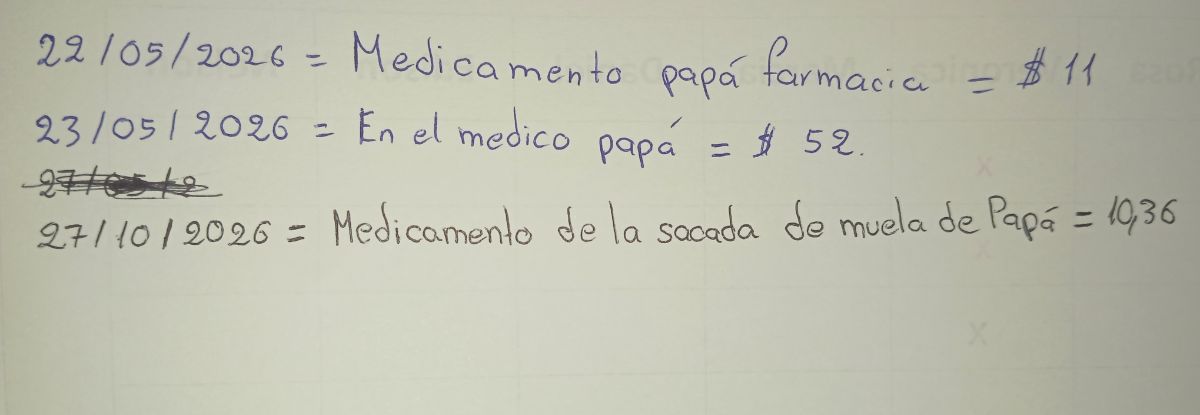 22/05/2026 = Medicamento papá farmacia = $ 11
23/05/2026 = En el medico papá = $ 52.
27/10/2026 = Medicamento de la sacada de muela de Papá = 10,36